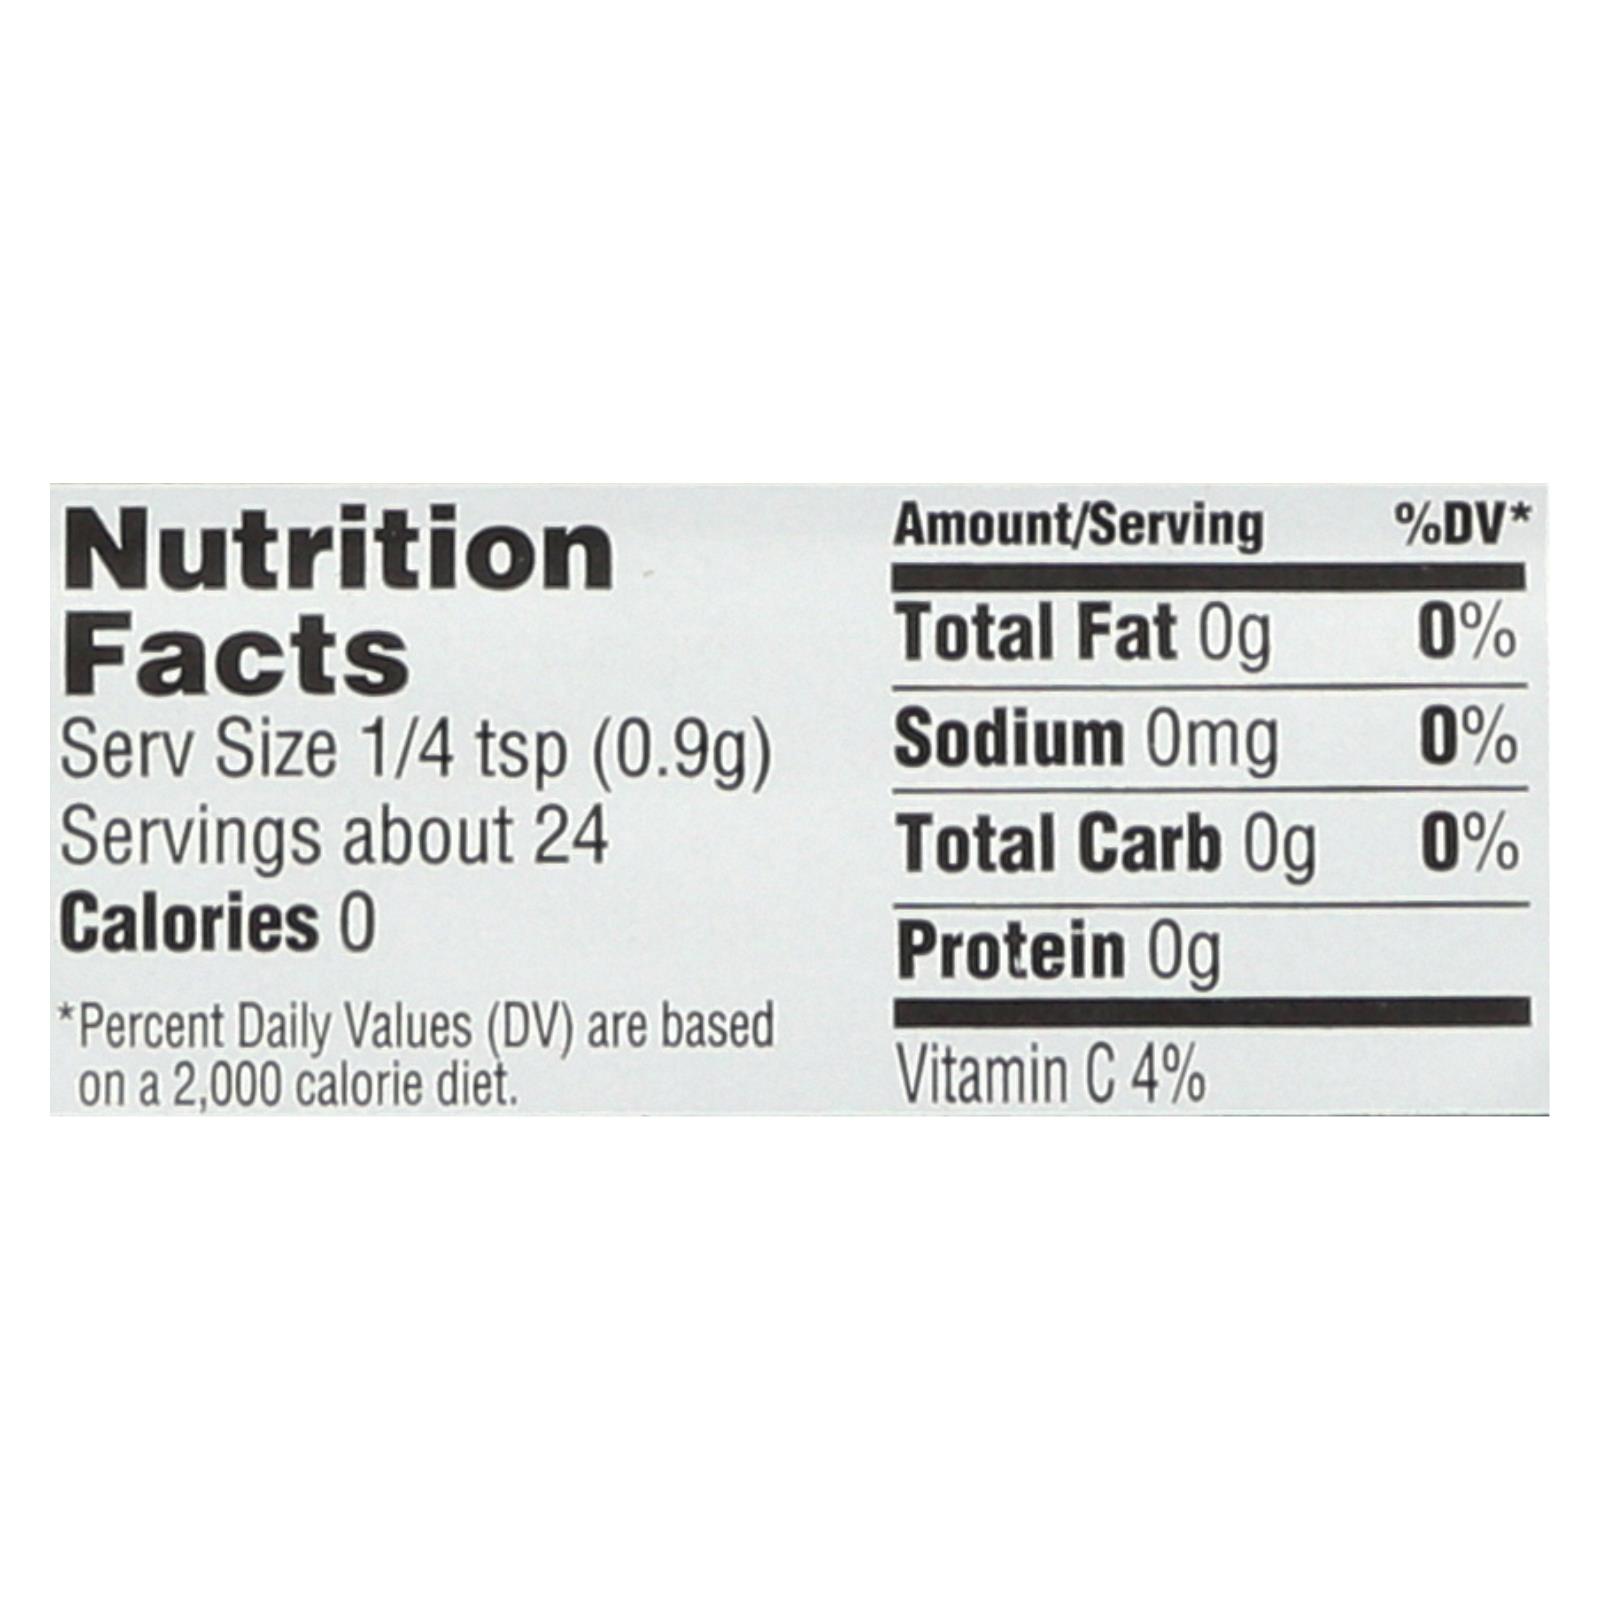 Nutrition
Facts
Serv Size 1/4 tsp (0.9g)
Servings about 24
Calories 0
*Percent Daily Values (DV) are based
on a 2,000 calorie diet.
Amount/Serving %DV*
Total Fat 0g 0%
Sodium 0mg 0%
Total Carb 0g 0%
Protein 0g
Vitamin C 4%